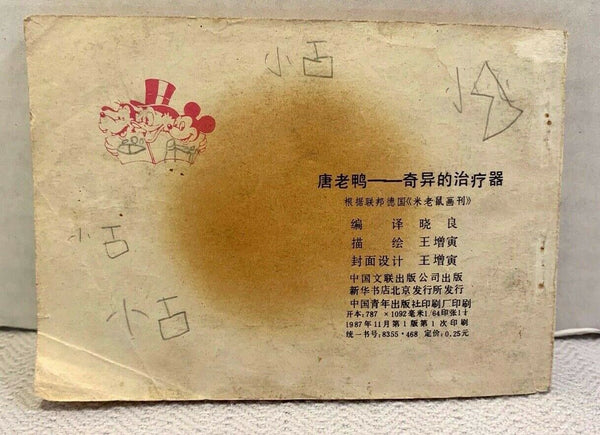 小古
小
唐老鸭——奇异的治疗器
根据联邦德国《米老鼠画刊》
编 译 晓 良
描 绘 王增寅
封面设计 王增寅
小古
中国文联出版公司出版
新华书店北京发行所发行
小古
中国青年出版社印刷厂印刷
开本:787×1092毫米1/64印张1¼
1987年11月第1版第1次印刷
统一书号:8355·468 定价:0.25元